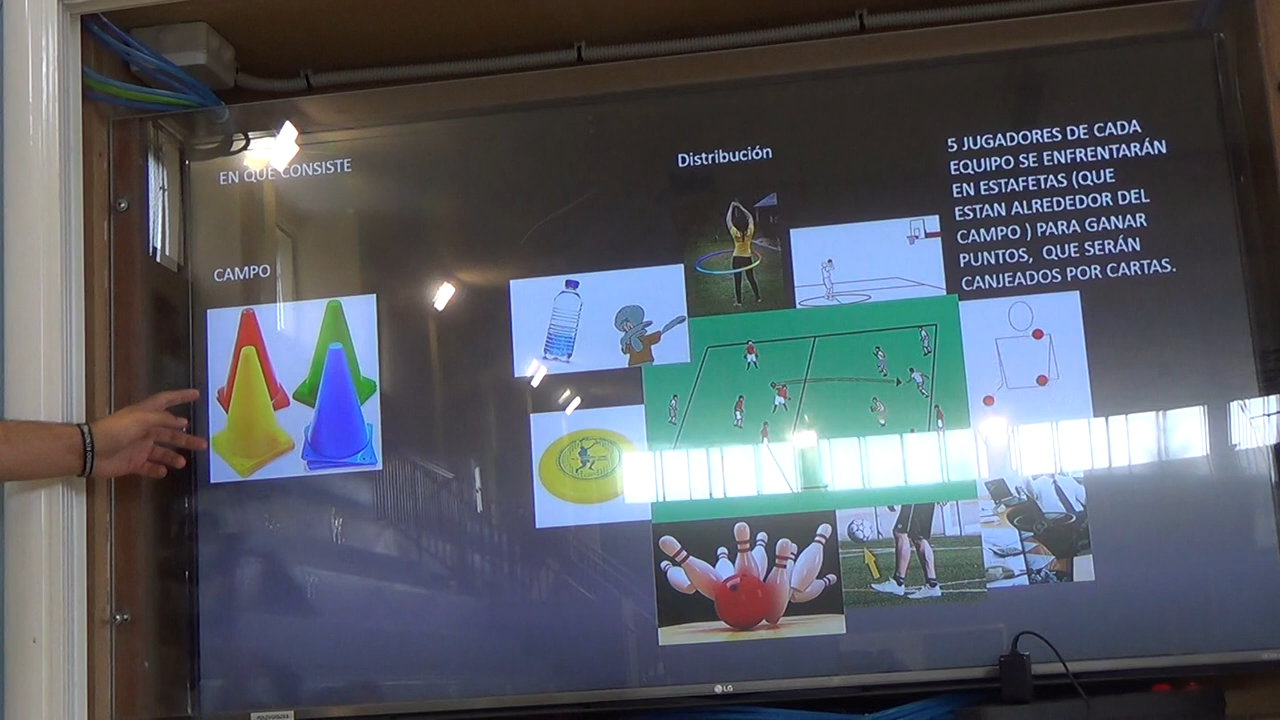 EN QUE CONSISTE
CAMPO
Distribución
5 JUGADORES DE CADA
EQUIPO SE ENFRENTARÁN
EN ESTAFETAS (QUE
ESTAN ALREDEDOR DEL
CAMPO ) PARA GANAR
PUNTOS, QUE SERÁN
CANJEADOS POR CARTAS.
LG